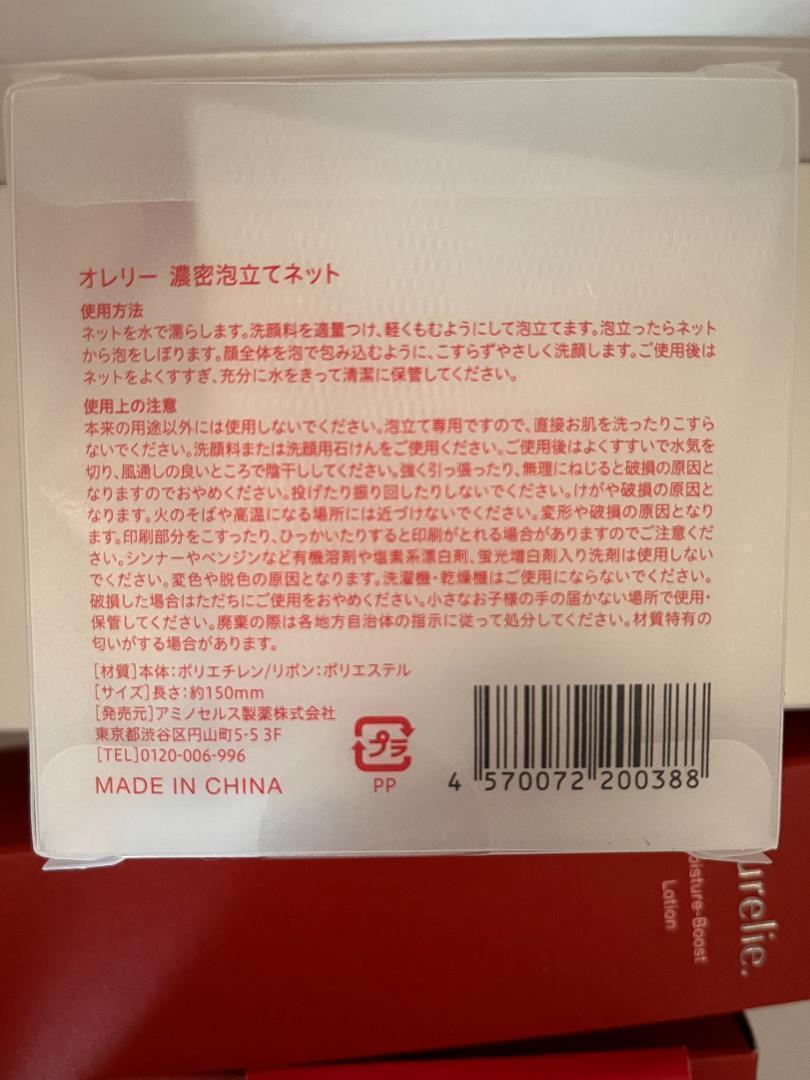 オレリー 濃密泡立てネット
使用方法
ネットを水で濡らします。洗顔料を適量つけ、軽くもむようにして泡立てます。泡立ったらネット
から泡をしぼります。顔全体を泡で包み込むように、こすらずやさしく洗顔します。ご使用後は
ネットをよくすすぎ、充分に水をきって清潔に保管してください。
使用上の注意
本来の用途以外には使用しないでください。泡立て専用ですので、直接お肌を洗ったりこすら
ないでください。洗顔料または洗顔用石けんをご使用ください。ご使用後はよくすすいで水気を
切り、風通しの良いところで陰干ししてください。強く引っ張ったり、無理にねじると破損の原因と
なりますのでおやめください。投げたり振り回したりしないでください。けがや破損の原因と
なります。火のそばや高温になる場所には近づけないでください。変形や破損の原因となり
ます。印刷部分をこすったり、ひっかいたりすると印刷がとれる場合がありますのでご注意くだ
さい。シンナーやベンジンなど有機溶剤や塩素系漂白剤、蛍光増白剤入り洗剤は使用しない
でください。変色や脱色の原因となります。洗濯機・乾燥機はご使用にならないでください。
破損した場合はただちにご使用をおやめください。小さなお子様の手の届かない場所で使用・
保管してください。廃棄の際は各地方自治体の指示に従って処分してください。材質特有の
匂いがする場合があります。
[材質]本体:ポリエチレン/リボン:ポリエステル
[サイズ]長さ:約150mm
[発売元]アミノセルス製薬株式会社
東京都渋谷区円山町5-5 3F
[TEL]0120-006-996
MADE IN CHINA
プラ
PP
4 570072 200388
urelie.
oisture-Boost
Lotion